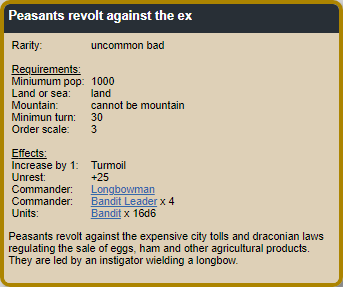 Peasants revolt against the ex
Rarity: uncommon bad
Requirements:
Miniumum pop: 1000
Land or sea: land
Mountain: cannot be mountain
Minimun turn: 30
Order scale: 3
Effects:
Increase by 1: Turmoil
Unrest: +25
Commander: Longbowman
Commander: Bandit Leader x 4
Units: Bandit x 16d6
Peasants revolt against the expensive city tolls and draconian laws
regulating the sale of eggs, ham and other agricultural products.
They are led by an instigator wielding a longbow.